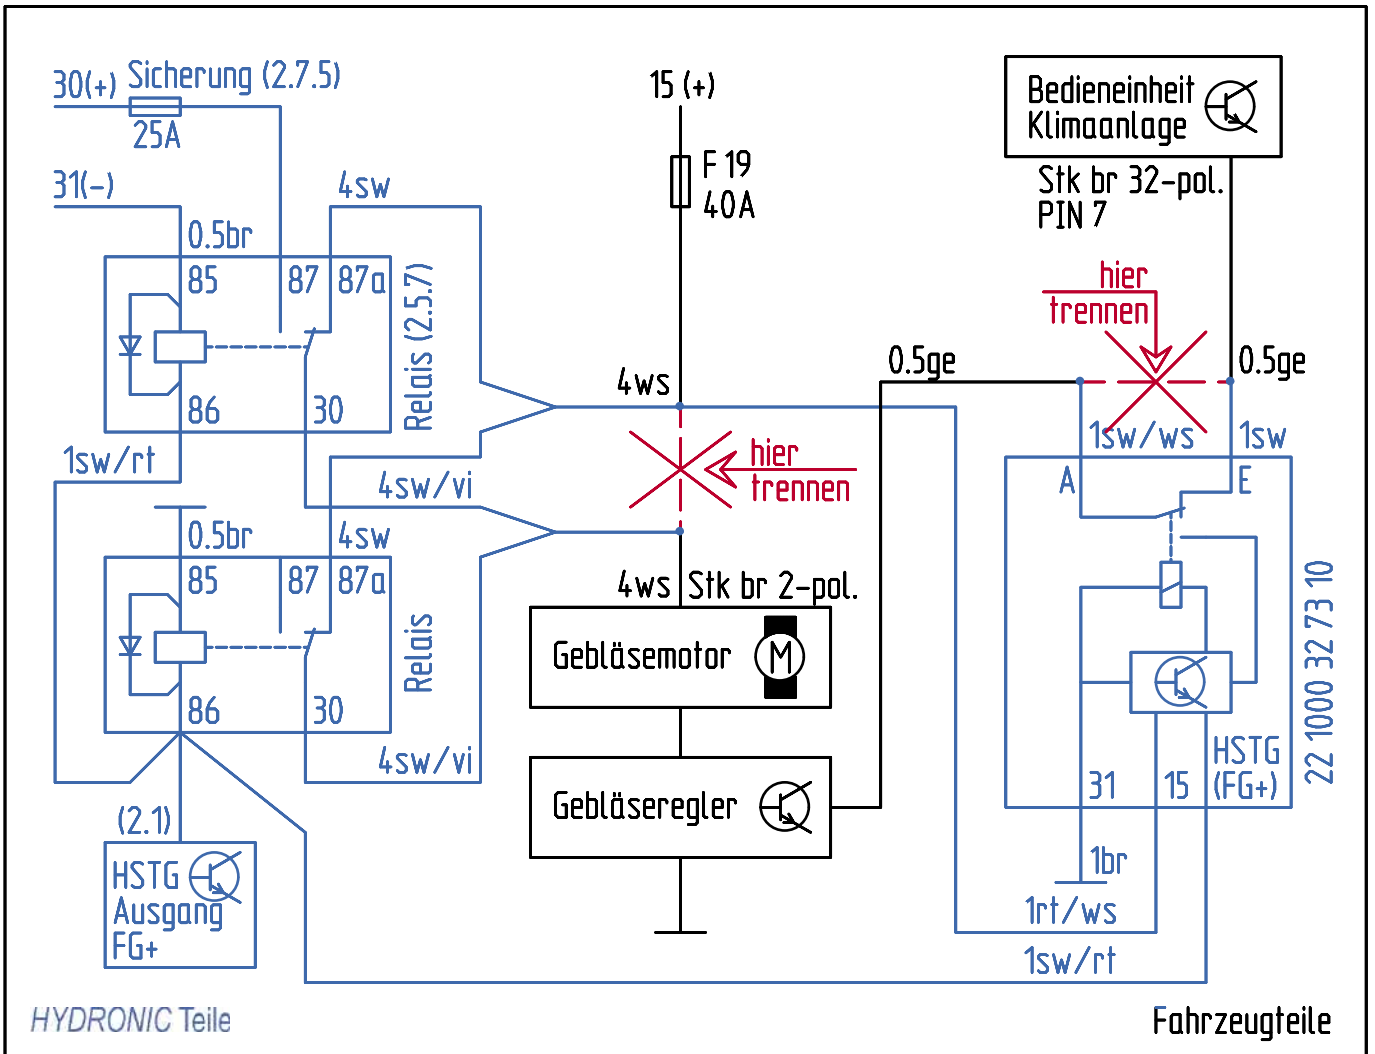 30(+) Sicherung (2.7.5)
25A
31(-)
4sw
0.5br
85
87
87a
Relais (2.5.7)
86
30
1sw/rt
4sw/vi
0.5br
4sw
85
87
87a
Relais
86
30
4sw/vi
(2.1)
HSTG
Ausgang
FG+
15 (+)
F 19
40A
4ws
hier
trennen
4ws Stk br 2-pol.
Gebläsemotor
M
Gebläseregler
Bedieneinheit
Klimaanlage
Stk br 32-pol.
PIN 7
hier
trennen
0.5ge
0.5ge
1sw/ws
1sw
A
E
22 1000 32 73 10
HSTG
(FG+)
31
15
1br
1rt/ws
1sw/rt
HYDRONIC Teile
Fahrzeugteile